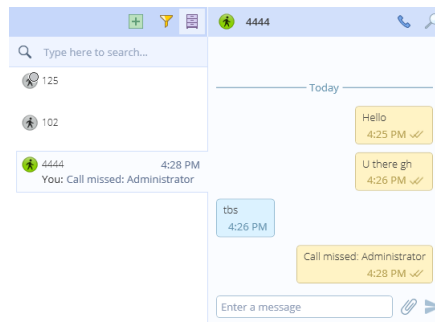 4444
Type here to search...
125
102
4444 4:28 PM
You: Call missed: Administrator
Today
Hello
4:25 PM
U there gh
4:26 PM
tbs
4:26 PM
Call missed: Administrator
4:28 PM
Enter a message